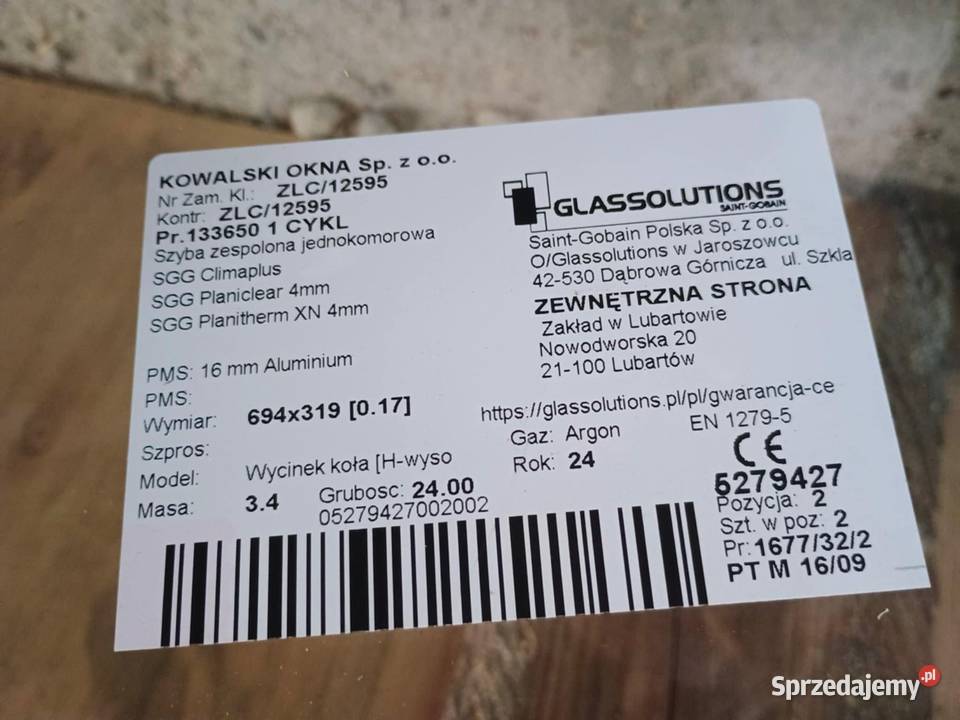 KOWALSKI OKNA Sp. z o.o.
Nr Zam. Kl.: ZLC/12595
Kontr: ZLC/12595
Pr.133650 1 CYKL
Szyba zespolona jednokomorowa
SGG Climaplus
SGG Planiclear 4mm
SGG Planitherm XN 4mm
PMS: 16 mm Aluminium
PMS:
Wymiar: 694x319 [0.17]
Szpros:
Model: Wycinek koła [H-wyso
Masa: 3.4 Grubosc: 24.00
05279427002002
GLASSOLUTIONS
SAINT-GOBAIN
Saint-Gobain Polska Sp. z o.o.
O/Glassolutions w Jaroszowcu
42-530 Dąbrowa Górnicza ul. Szkla
ZEWNĘTRZNA STRONA
Zakład w Lubartowie
Nowodworska 20
21-100 Lubartów
https://glassolutions.pl/pl/gwarancja-ce
Gaz: Argon EN 1279-5
Rok: 24 CE
5279427
Pozycja: 2
Szt. w poz: 2
Pr: 1677/32/2
PT M 16/09
Sprzedajemy.pl